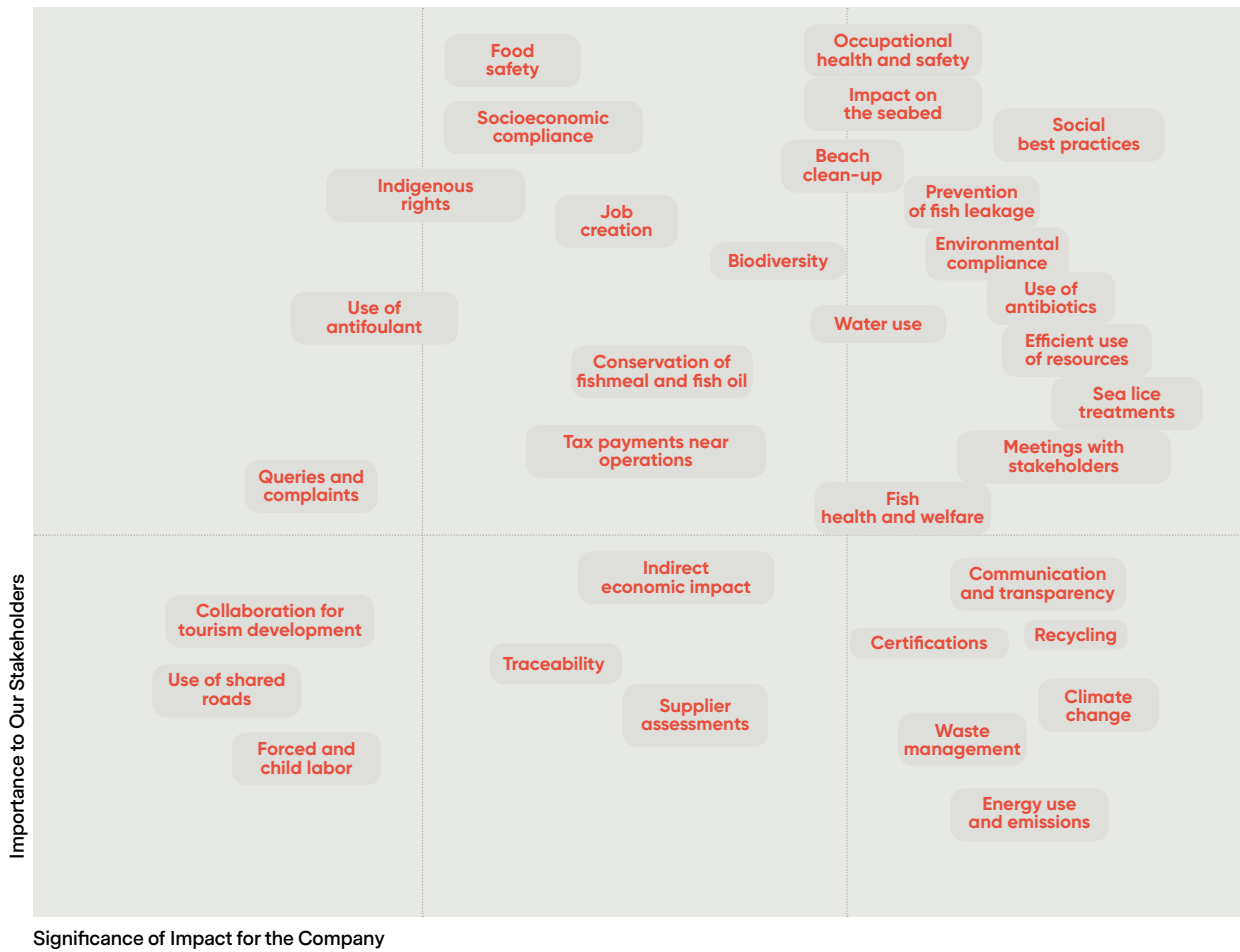 Food
safety
Occupational
health and safety
Impact on
the seabed
Socioeconomic
compliance
Social
best practices
Beach
clean-up
Indigenous
rights
Prevention
of fish leakage
Job
creation
Environmental
compliance
Biodiversity
Use of
antibiotics
Use of
antifoulant
Water use
Efficient use
of resources
Conservation of
fishmeal and fish oil
Sea lice
treatments
Tax payments near
operations
Meetings with
stakeholders
Queries and
complaints
Fish
health and welfare
Indirect
economic impact
Communication
and transparency
Collaboration for
tourism development
Certifications
Recycling
Traceability
Use of shared
roads
Supplier
assessments
Climate
change
Waste
management
Forced and
child labor
Energy use
and emissions
Importance to Our Stakeholders
Significance of Impact for the Company